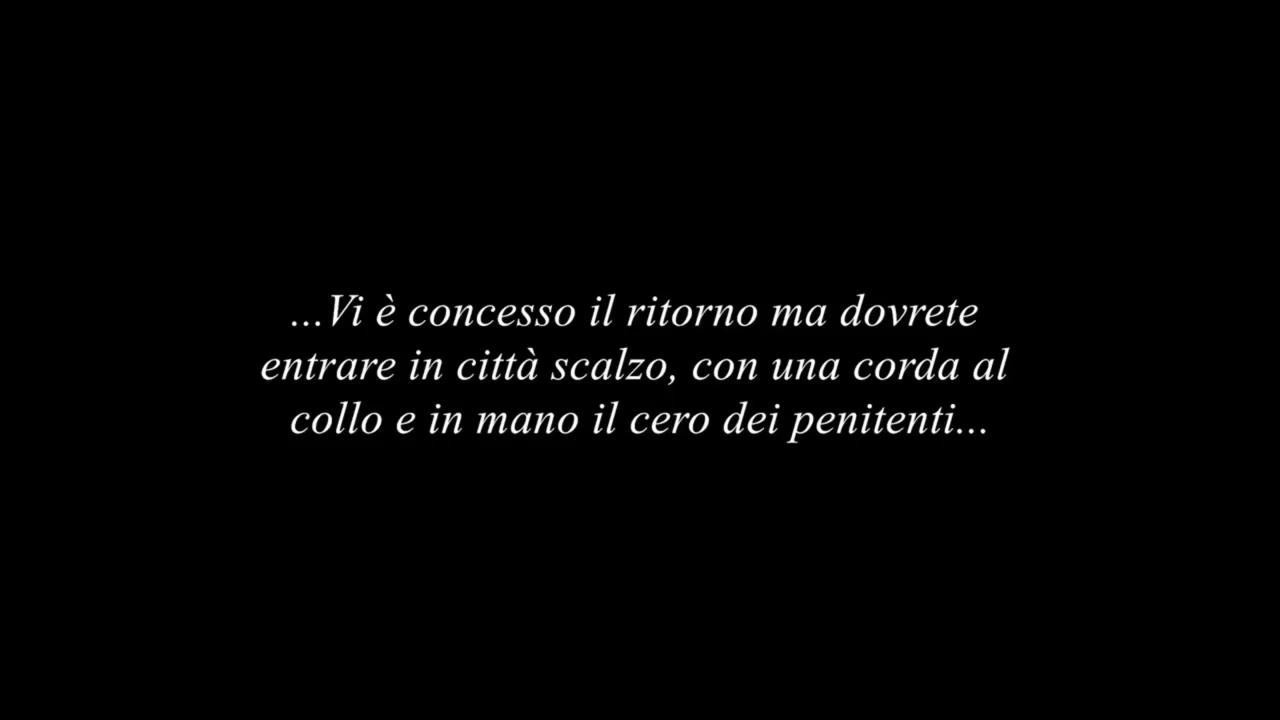 ...Vi è concesso il ritorno ma dovrete
entrare in città scalzo, con una corda al
collo e in mano il cero dei penitenti...